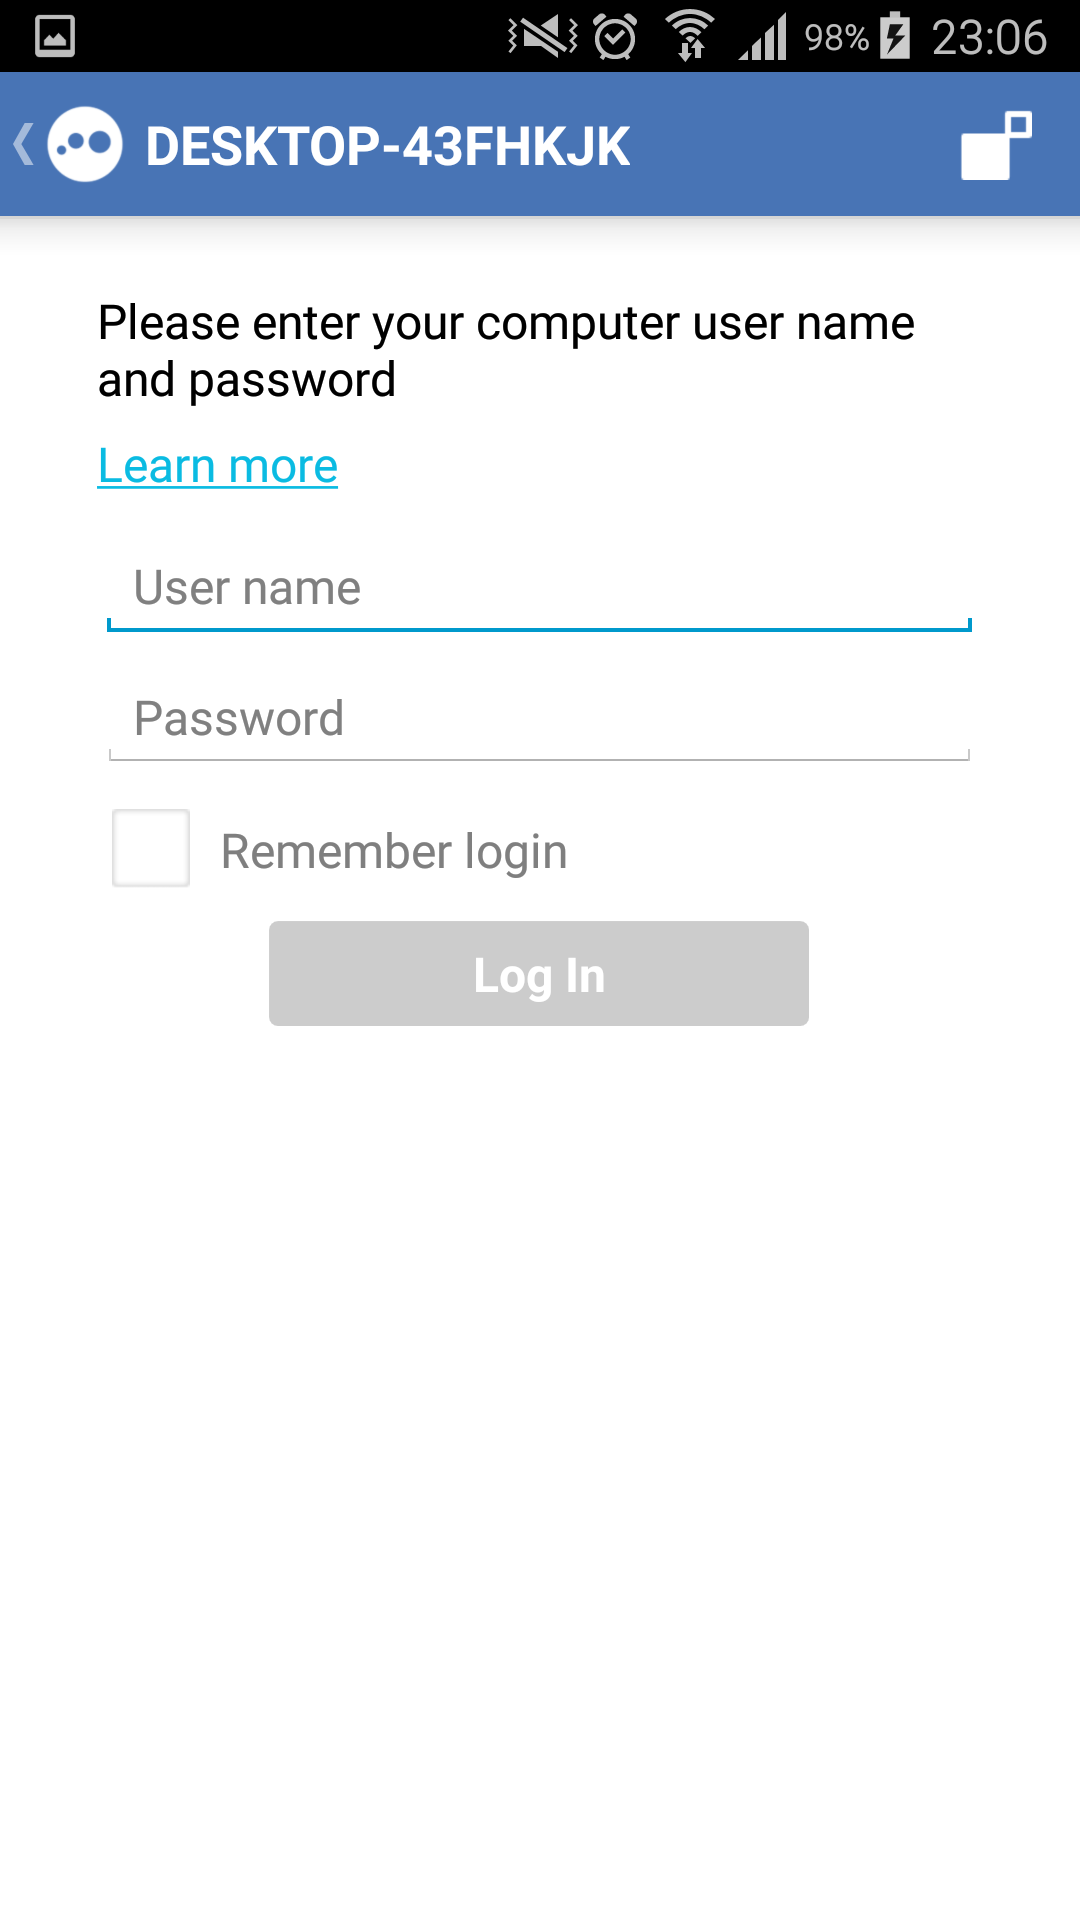 98% 23:06
DESKTOP-43FHKJK
Please enter your computer user name
and password
Learn more
User name
Password
Remember login
Log In